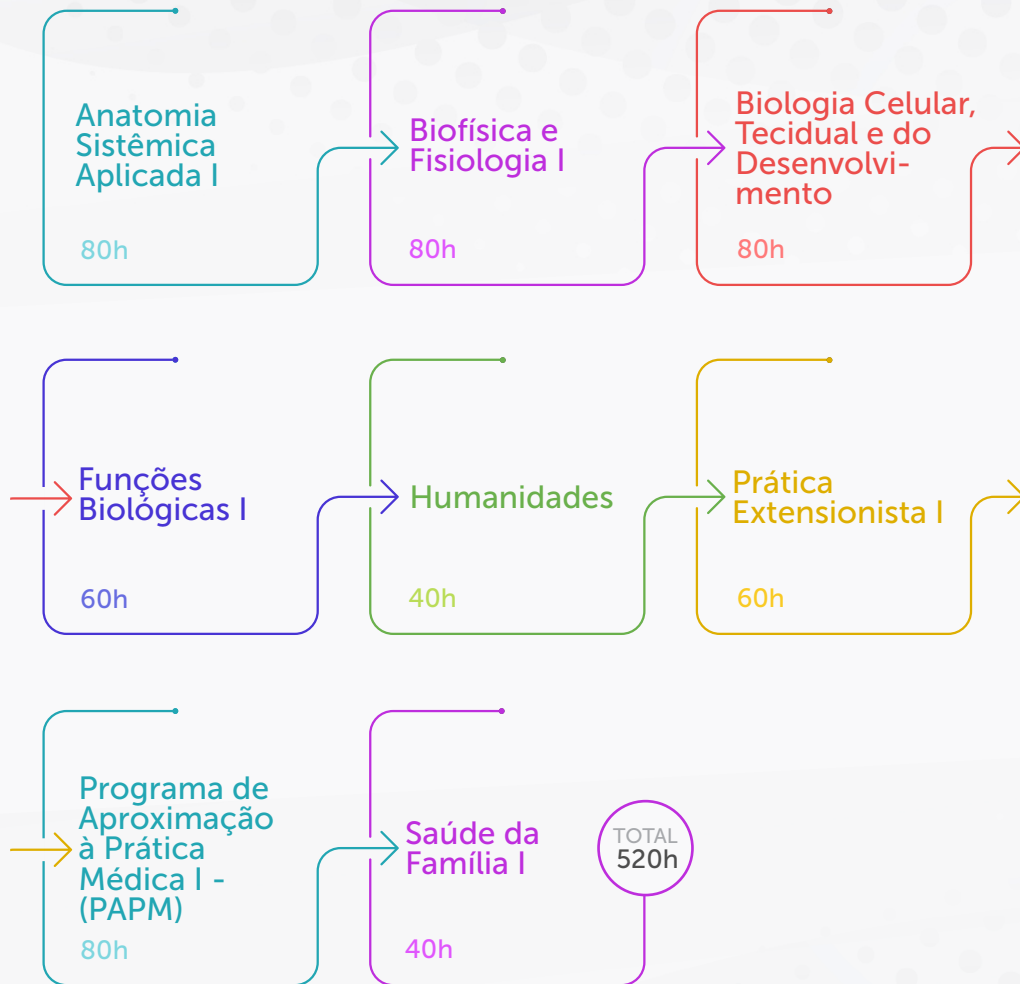 Anatomia
Sistêmica
Aplicada I
80h
Biofísica e
Fisiologia I
80h
Biologia Celular,
Tecidual e do
Desenvolvi-
mento
80h
Funções
Biológicas I
60h
Humanidades
40h
Prática
Extensionista I
60h
Programa de
Aproximação
à Prática
Médica I -
(PAPM)
80h
Saúde da
Família I
40h
TOTAL
520h